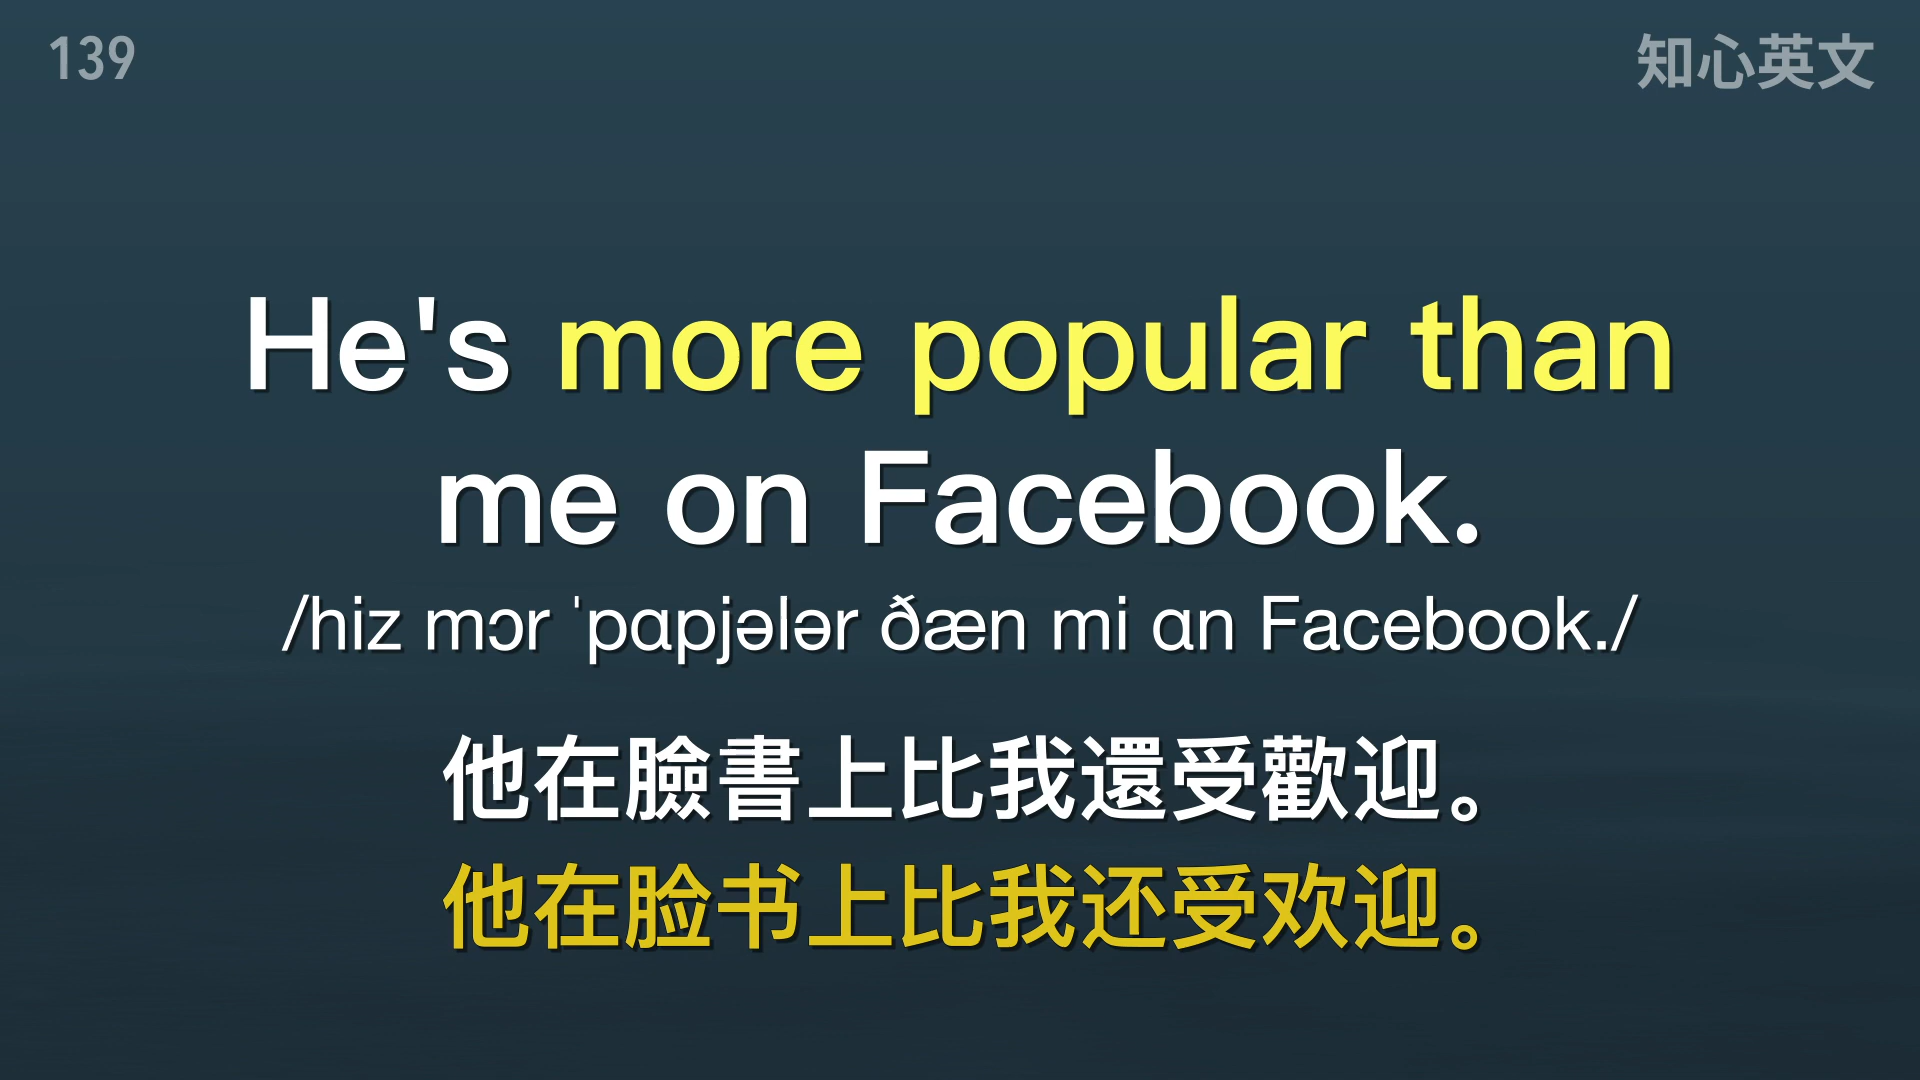 139
知心英文
He's more popular than
me on Facebook.
/hiz mɔr ˈpɑpjələr ðæn mi ɑn Facebook./
他在臉書上比我還受歡迎。
他在脸书上比我还受欢迎。